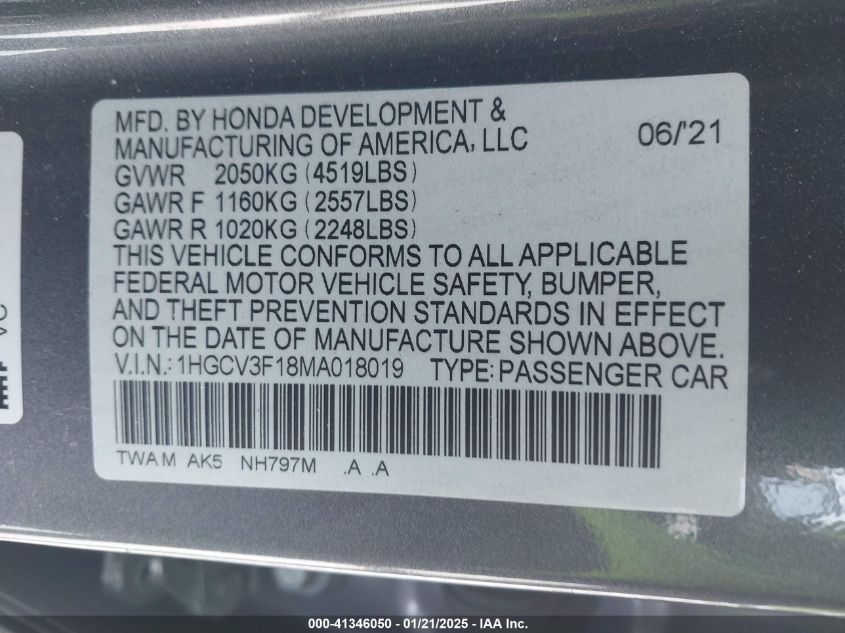 MFD. BY HONDA DEVELOPMENT &
MANUFACTURING OF AMERICA, LLC 06/'21
GVWR 2050KG (4519LBS)
GAWR F 1160KG (2557LBS)
GAWR R 1020KG (2248LBS)
THIS VEHICLE CONFORMS TO ALL APPLICABLE
FEDERAL MOTOR VEHICLE SAFETY, BUMPER,
AND THEFT PREVENTION STANDARDS IN EFFECT
ON THE DATE OF MANUFACTURE SHOWN ABOVE.
V.I.N.: 1HGCV3F18MA018019 TYPE: PASSENGER CAR
TWA M AK5 NH797M .A .A
VC
000-41346050 - 01/21/2025 - IAA Inc.